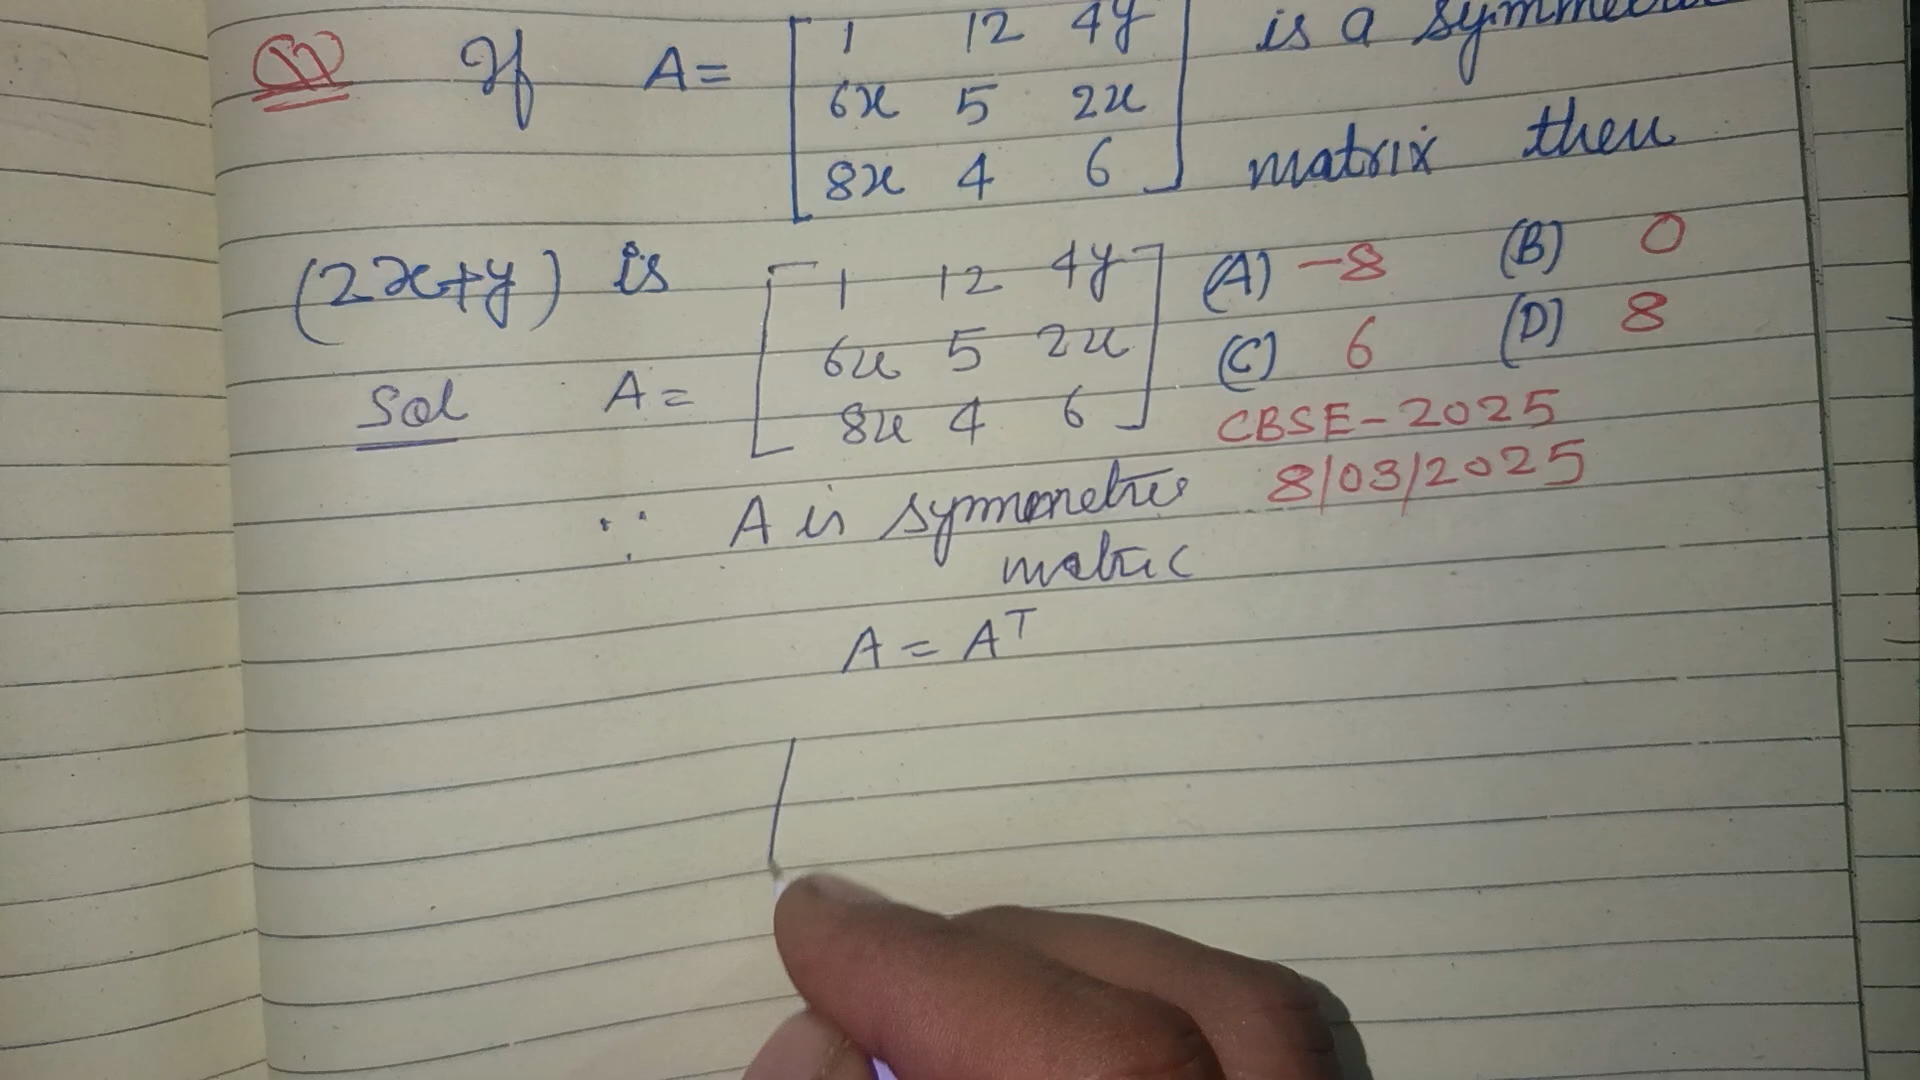 Q If A = [ 1 12 4y is a symmetric
6x 5 2x
8x 4 6 ] matrix then
(2x+y) is (A) -8 (B) 0
(C) 6 (D) 8
Sol A = [ 1 12 4y
6x 5 2x
8x 4 6 ]
CBSE-2025
8/03/2025
∵ A is symmetric
matric
A = A^T